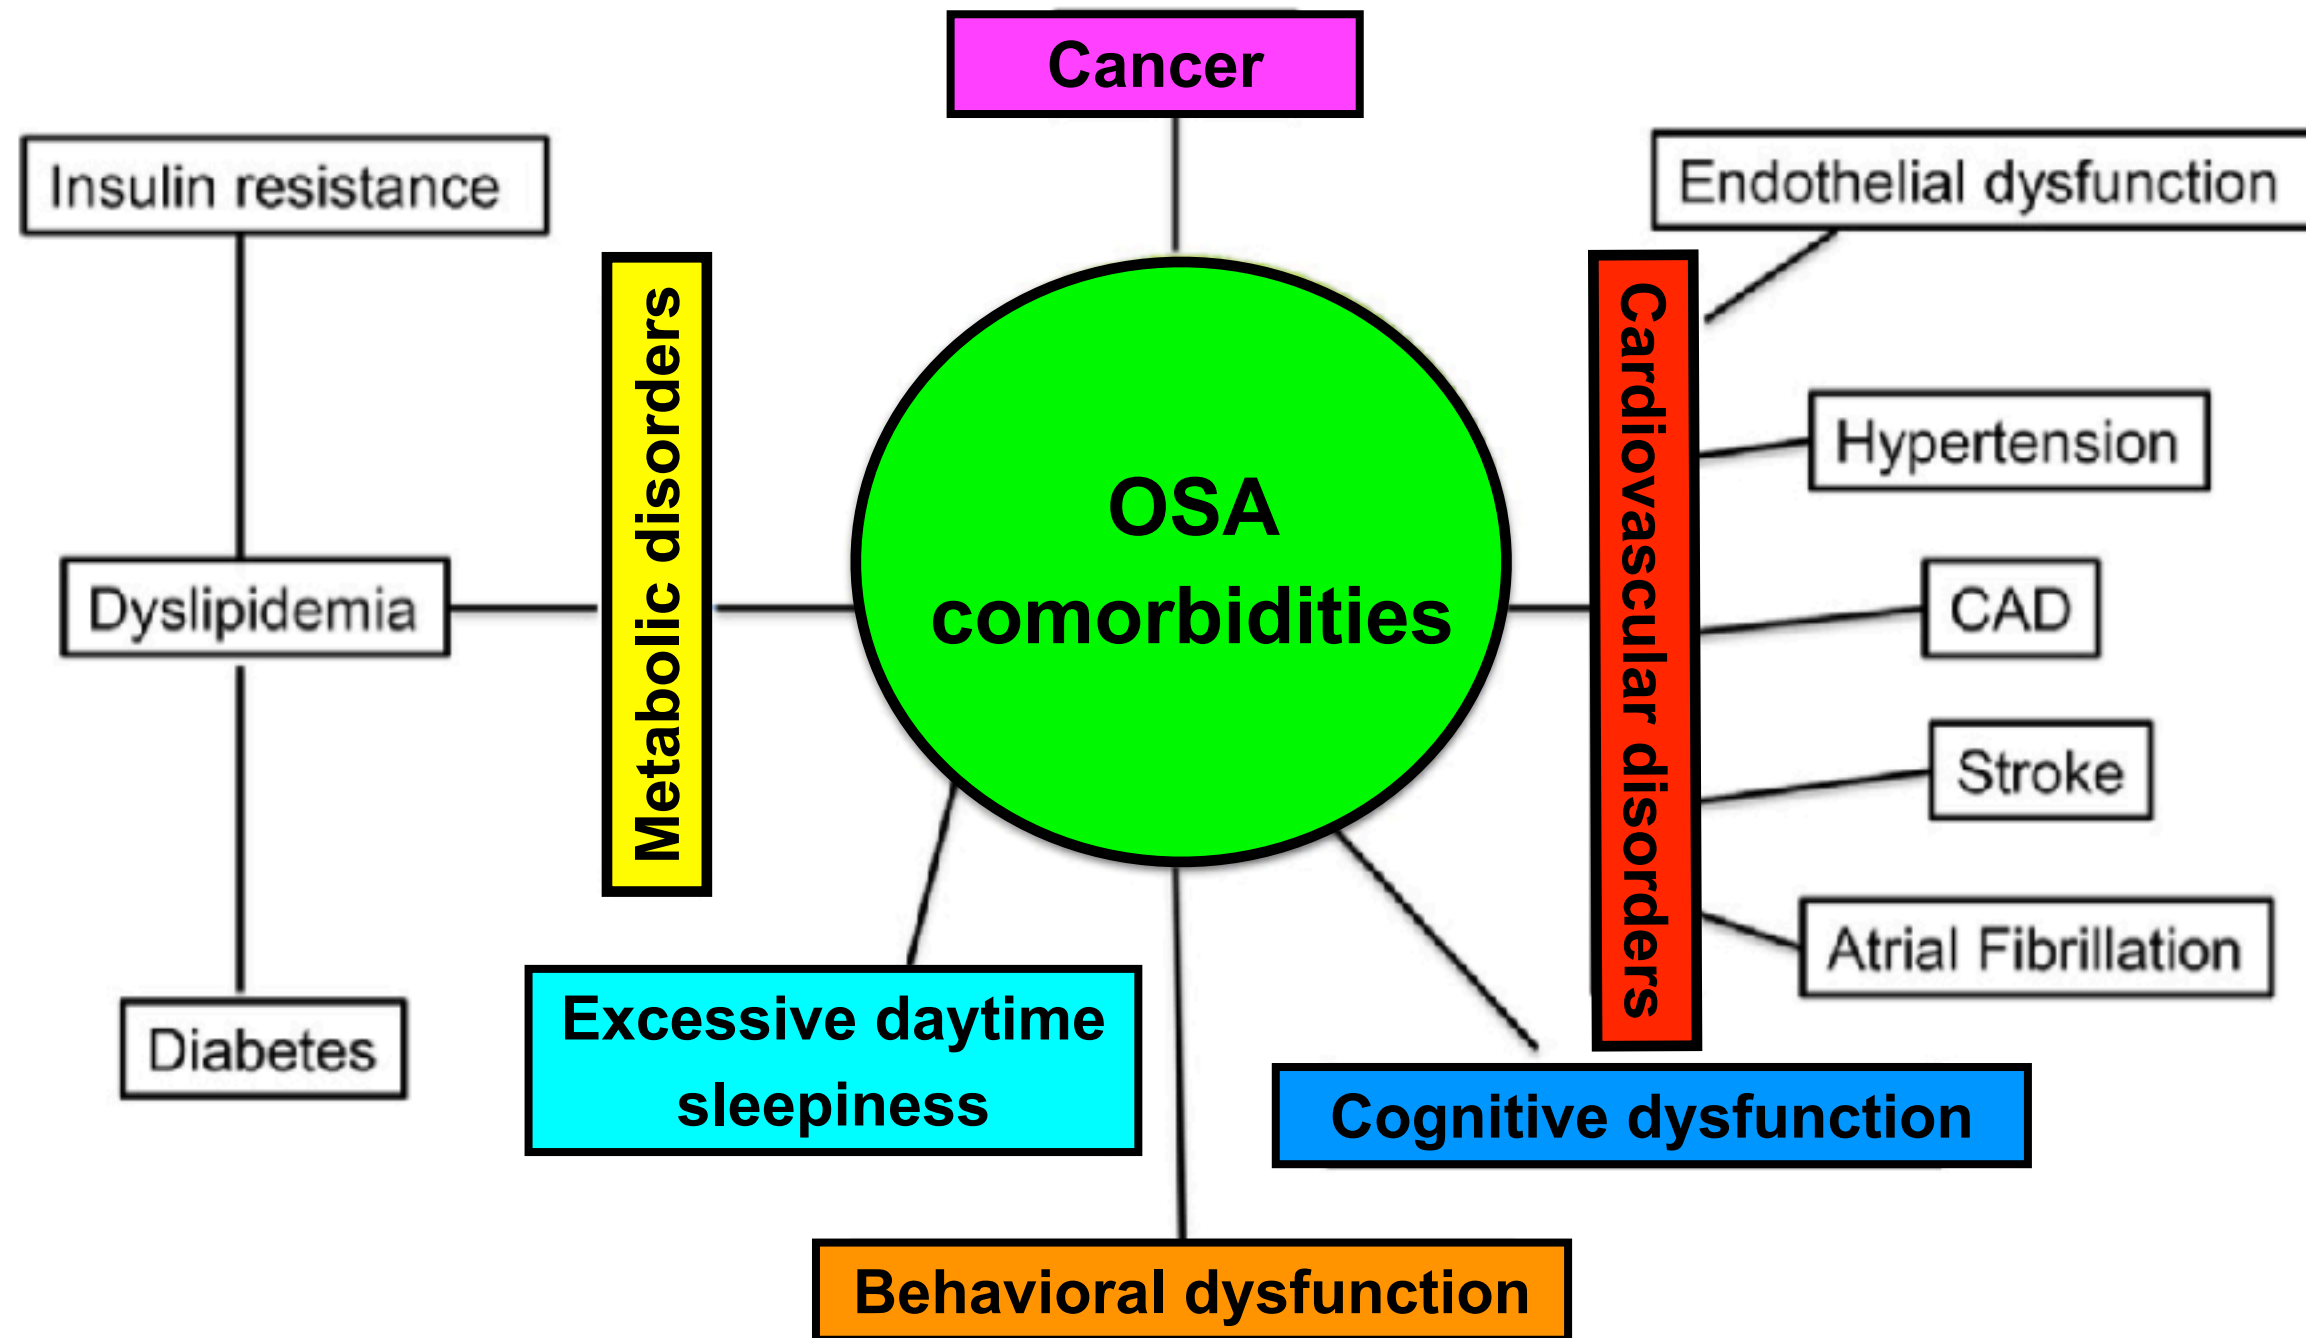 Cancer
Insulin resistance
Endothelial dysfunction
Metabolic disorders
Cardiovascular disorders
Hypertension
OSA
comorbidities
Dyslipidemia
CAD
Stroke
Atrial Fibrillation
Excessive daytime
sleepiness
Diabetes
Cognitive dysfunction
Behavioral dysfunction